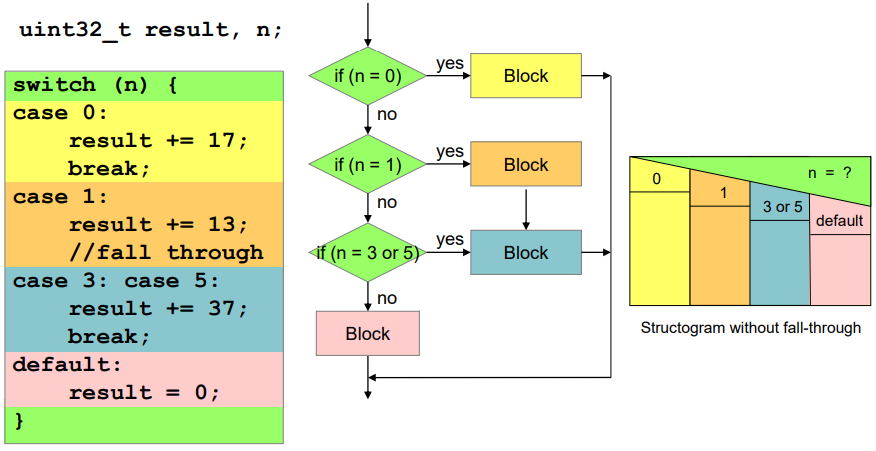 uint32_t result, n;
switch (n) {
case 0:
    result += 17;
    break;
case 1:
    result += 13;
    //fall through
case 3: case 5:
    result += 37;
    break;
default:
    result = 0;
}
if (n = 0)
yes
Block
no
if (n = 1)
yes
Block
no
if (n = 3 or 5)
yes
Block
no
Block
n = ?
0
1
3 or 5
default
Structogram without fall-through